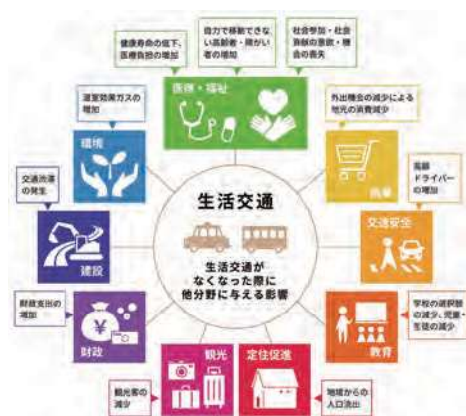 健康寿命の低下、
医療負担の増加
自力で移動できな
い高齢者・障がい
者の増加
社会参加・社会
貢献の意欲・機
会の喪失
医療・福祉
温室効果ガスの
増加
環境
外出機会の減少による
地元の消費減少
商業
交通渋滞
の発生
建設
生活交通
生活交通が
なくなった際に
他分野に与える影響
高齢
ドライバー
の増加
交通安全
財政支出の
増加
¥
財政
学校の選択肢
の減少、児童・
生徒の減少
教育
観光
定住促進
観光客の
減少
地域からの
人口流出